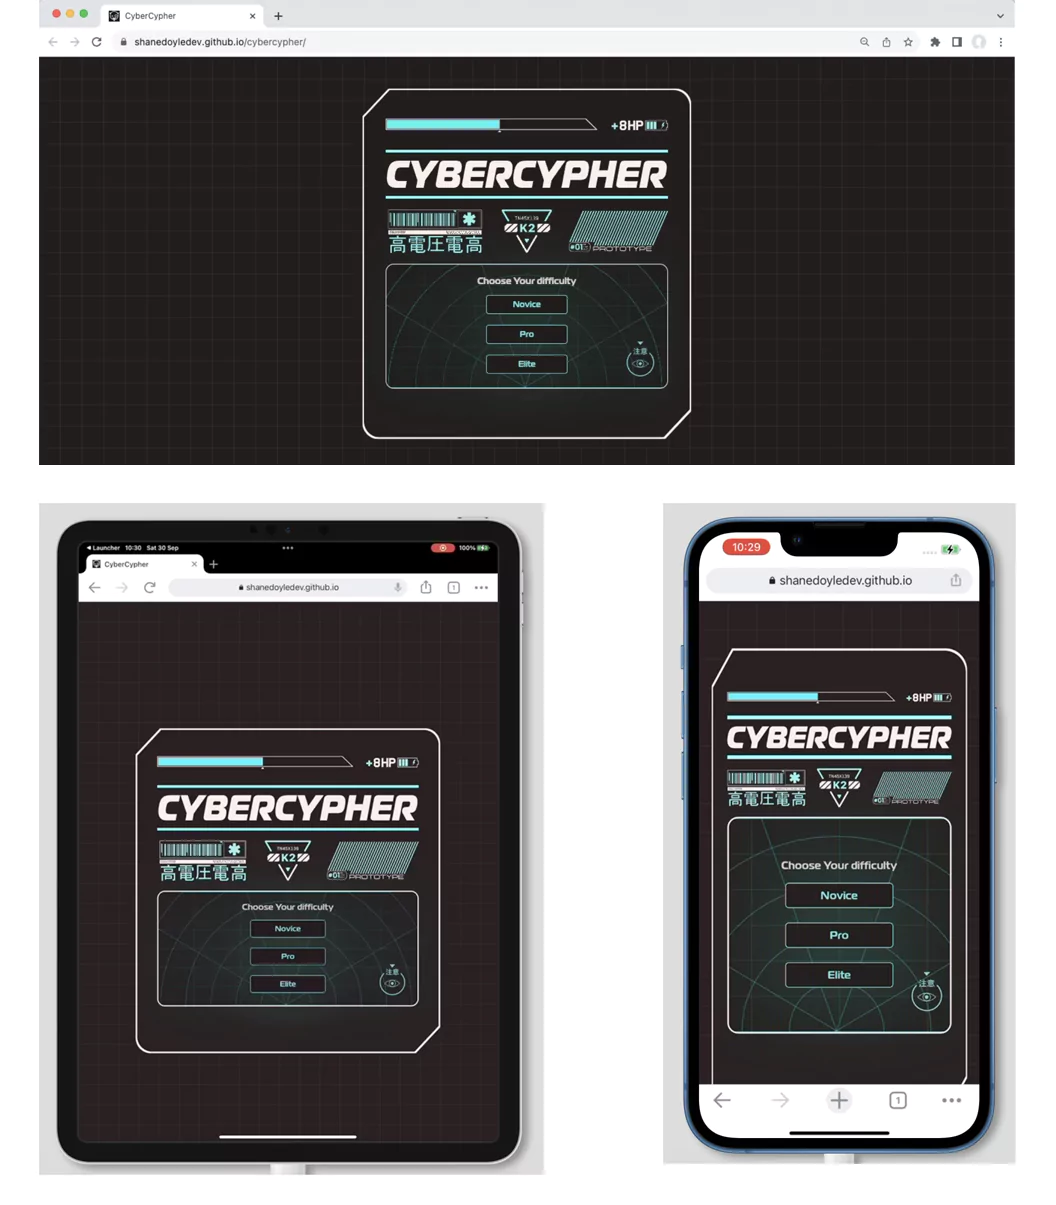 CyberCypher
shanedoyledev.github.io/cybercypher/
+8HP
CYBERCYPHER
TN45X139
K2
高電圧電高
#01
PROTOTYPE
Choose Your difficulty
Novice
Pro
Elite
注意
Launcher 10:30 Sat 30 Sep
100%
CyberCypher
shanedoyledev.github.io
1
+8HP
CYBERCYPHER
TN45X139
K2
高電圧電高
#01
PROTOTYPE
Choose Your difficulty
Novice
Pro
Elite
注意
10:29
shanedoyledev.github.io
+8HP
CYBERCYPHER
TN45X139
K2
高電圧電高
#01
PROTOTYPE
Choose Your difficulty
Novice
Pro
Elite
注意
1